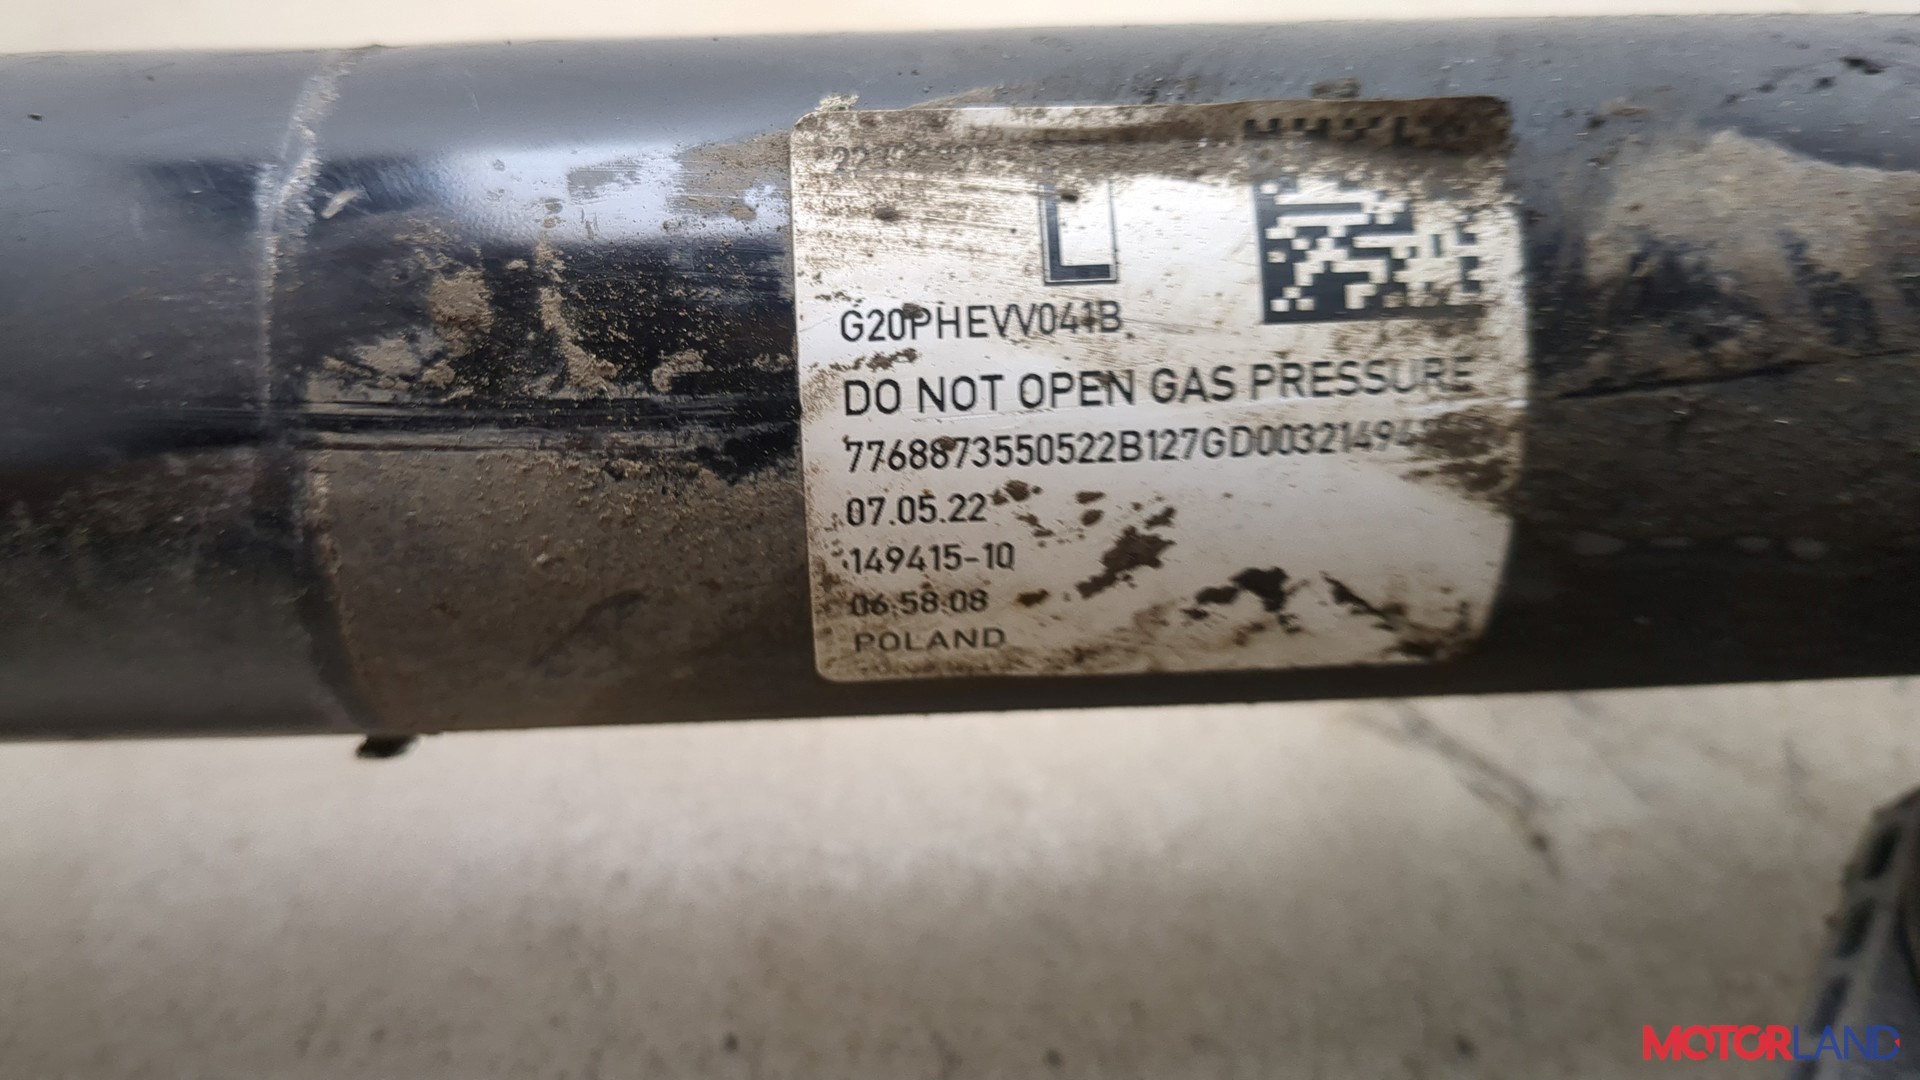 L
G20PHEVV041B
DO NOT OPEN GAS PRESSURE
07.05.22
149415-10
06:58:08
POLAND
MOTORLAND